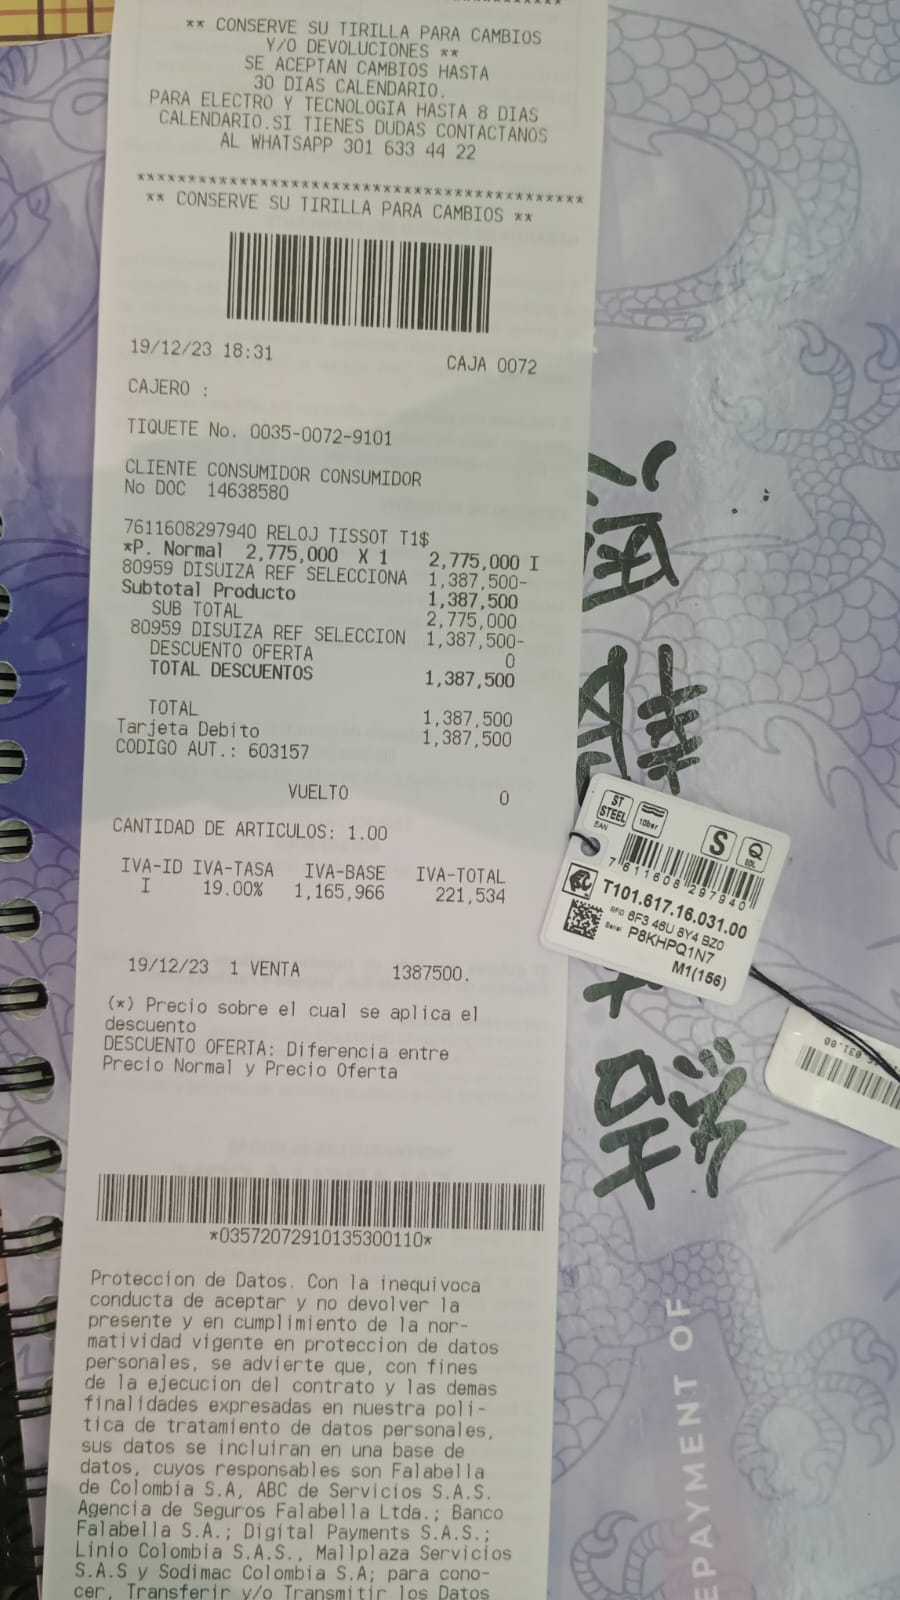 ** CONSERVE SU TIRILLA PARA CAMBIOS
Y/O DEVOLUCIONES **
SE ACEPTAN CAMBIOS HASTA
30 DIAS CALENDARIO.
PARA ELECTRO Y TECNOLOGIA HASTA 8 DIAS
CALENDARIO.SI TIENES DUDAS CONTACTANOS
AL WHATSAPP 301 633 44 22
******************************************
** CONSERVE SU TIRILLA PARA CAMBIOS **
19/12/23 18:31 CAJA 0072
CAJERO :
TIQUETE No. 0035-0072-9101
CLIENTE CONSUMIDOR CONSUMIDOR
No DOC 14638580
7611608297940 RELOJ TISSOT T1$
*P. Normal 2,775,000 X 1 2,775,000 I
80959 DISUIZA REF SELECCIONA 1,387,500-
Subtotal Producto 1,387,500
SUB TOTAL 2,775,000
80959 DISUIZA REF SELECCION 1,387,500-
DESCUENTO OFERTA 0
TOTAL DESCUENTOS 1,387,500
TOTAL 1,387,500
Tarjeta Debito 1,387,500
CODIGO AUT.: 603157
VUELTO 0
CANTIDAD DE ARTICULOS: 1.00
IVA-ID IVA-TASA IVA-BASE IVA-TOTAL
I 19.00% 1,165,966 221,534
19/12/23 1 VENTA 1387500.
(*) Precio sobre el cual se aplica el
descuento
DESCUENTO OFERTA: Diferencia entre
Precio Normal y Precio Oferta
*03572072910135300110*
Proteccion de Datos. Con la inequivoca
conducta de aceptar y no devolver la
presente y en cumplimiento de la nor-
matividad vigente en proteccion de datos
personales, se advierte que, con fines
de la ejecucion del contrato y las demas
finalidades expresadas en nuestra poli-
tica de tratamiento de datos personales,
sus datos se incluiran en una base de
datos, cuyos responsables son Falabella
de Colombia S.A, ABC de Servicios S.A.S.
Agencia de Seguros Falabella Ltda.; Banco
Falabella S.A.; Digital Payments S.A.S.;
Linio Colombia S.A.S., Mallplaza Servicios
S.A.S y Sodimac Colombia S.A; para cono-
cer, Transferir y/o Transmitir los Datos
ST STEEL
10bar
S
Q
EOL
EAN
7 611608 297940
T101.617.16.031.00
RFID 6F3 46U 8Y4 BZ0
Serial P8KHPQ1N7
M1(156)
EPAYMENT OF